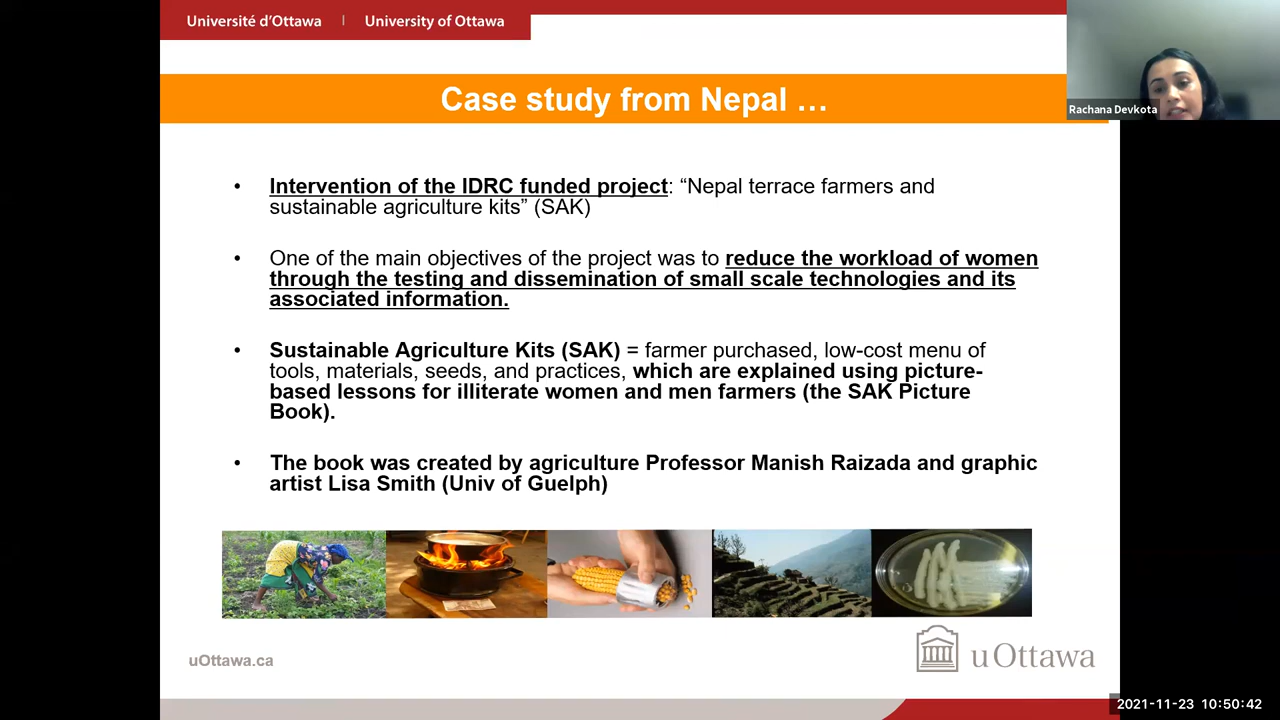 Université d'Ottawa | University of Ottawa
Case study from Nepal …
Rachana Devkota
• Intervention of the IDRC funded project: “Nepal terrace farmers and
sustainable agriculture kits” (SAK)
• One of the main objectives of the project was to reduce the workload of women
through the testing and dissemination of small scale technologies and its
associated information.
• Sustainable Agriculture Kits (SAK) = farmer purchased, low-cost menu of
tools, materials, seeds, and practices, which are explained using picture-
based lessons for illiterate women and men farmers (the SAK Picture
Book).
• The book was created by agriculture Professor Manish Raizada and graphic
artist Lisa Smith (Univ of Guelph)
uOttawa.ca
uOttawa
2021-11-23 10:50:42